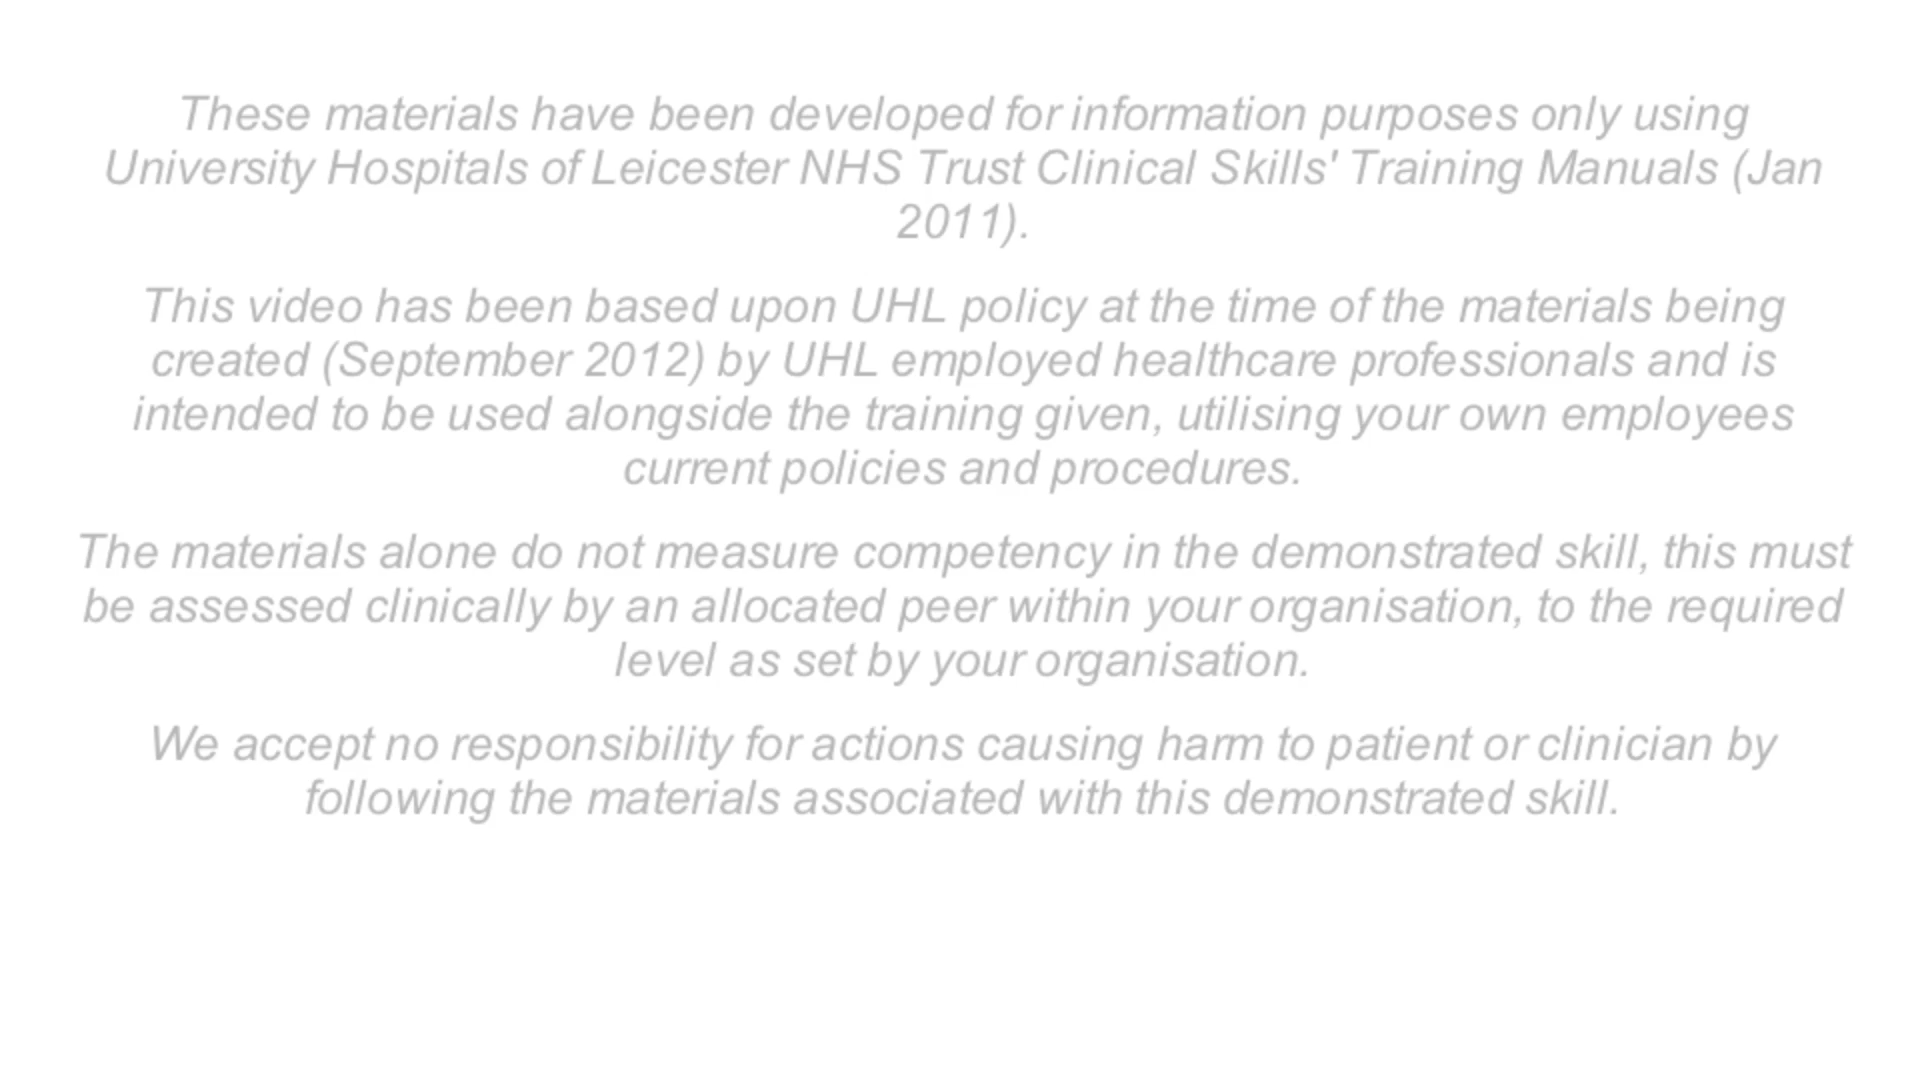 These materials have been developed for information purposes only using
University Hospitals of Leicester NHS Trust Clinical Skills' Training Manuals (Jan
2011).
This video has been based upon UHL policy at the time of the materials being
created (September 2012) by UHL employed healthcare professionals and is
intended to be used alongside the training given, utilising your own employees
current policies and procedures.
The materials alone do not measure competency in the demonstrated skill, this must
be assessed clinically by an allocated peer within your organisation, to the required
level as set by your organisation.
We accept no responsibility for actions causing harm to patient or clinician by
following the materials associated with this demonstrated skill.